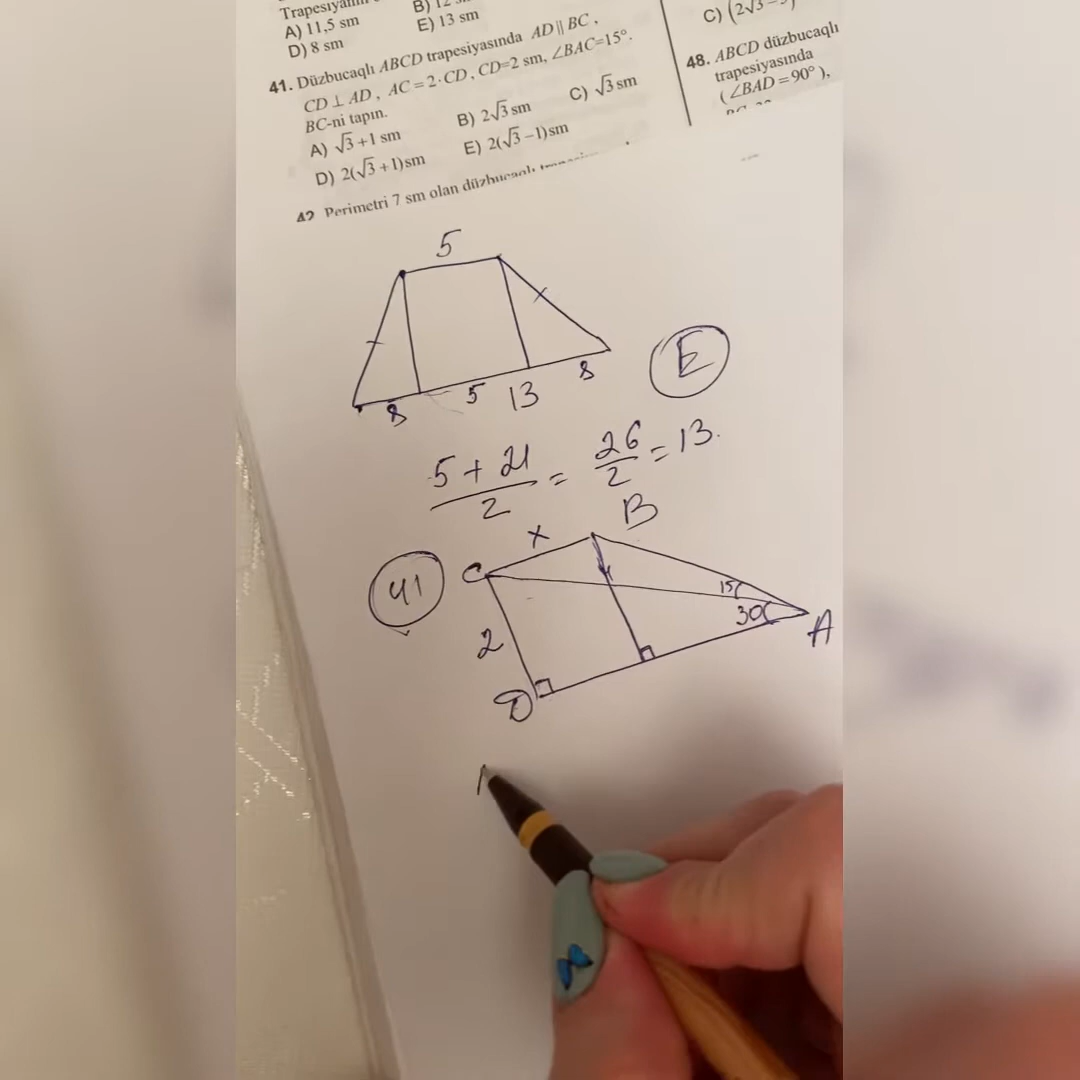 A) 11,5 sm
D) 8 sm
E) 13 sm
41. Düzbucaqlı ABCD trapesiyasında AD || BC,
CD ⊥ AD, AC = 2·CD, CD=2 sm, ∠BAC=15°.
BC-ni tapın.
A) √3+1 sm B) 2√3 sm C) √3 sm
D) 2(√3+1)sm E) 2(√3−1)sm
42 Perimetri 7 sm olan düzbucaqlı
48. ABCD düzbucaqlı
trapesiyasında
(∠BAD = 90°),
5
8 5 13 8
E
5 + 21 / 2 = 26 / 2 = 13.
41
C x B
2 15 30 A
D